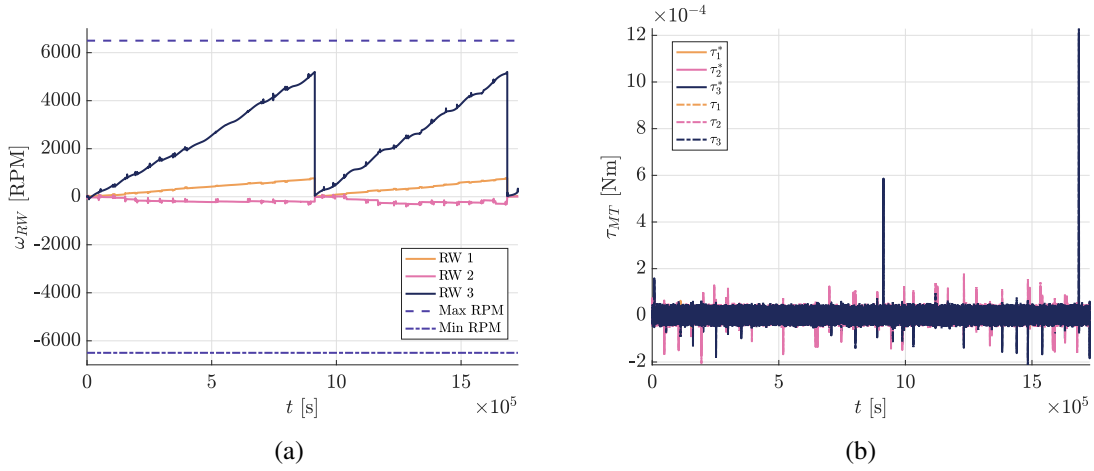 6000
4000
2000
0
-2000
-4000
-6000
ω_RW [RPM]
RW 1
RW 2
RW 3
Max RPM
Min RPM
0 5 10 15
t [s] ×10^5
(a)
×10^-4
12
10
8
6
4
2
0
-2
τ_MT [Nm]
τ_1^*
τ_2^*
τ_3^*
τ_1
τ_2
τ_3
0 5 10 15
t [s] ×10^5
(b)